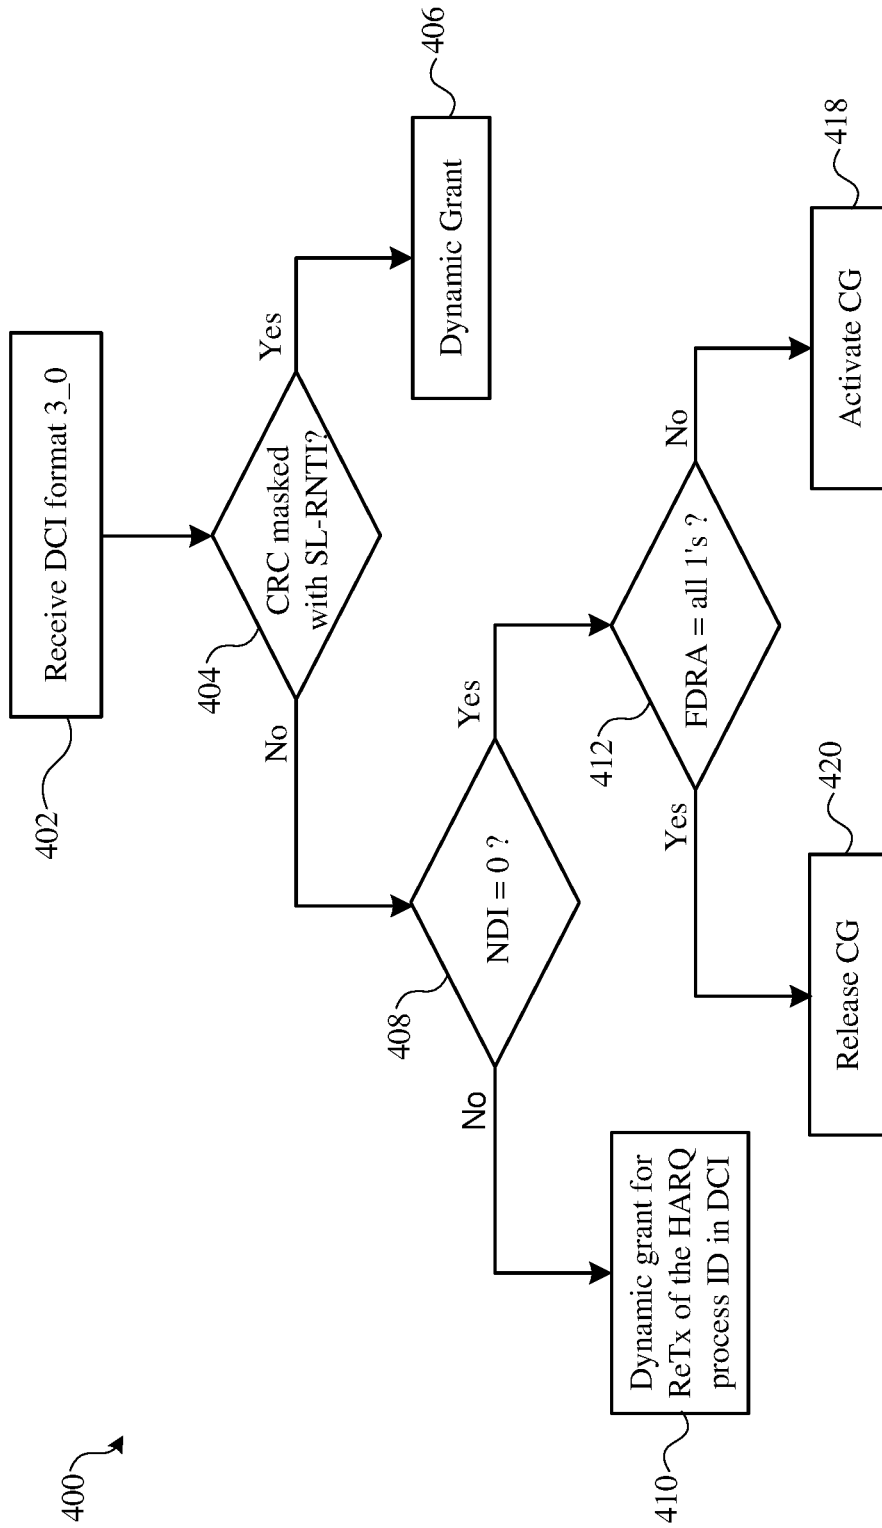 400
402
Receive DCI format 3_0
404
CRC masked
with SL-RNTI?
No
Yes
406
Dynamic Grant
408
NDI = 0 ?
No
Yes
410
Dynamic grant for
ReTx of the HARQ
process ID in DCI
412
FDRA = all 1's ?
Yes
No
420
Release CG
418
Activate CG